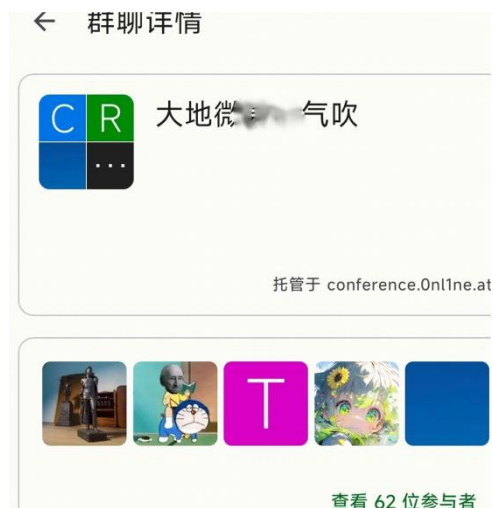 群聊详情
C R
大地微 气吹
...
托管于 conference.0nl1ne.at
T
查看 62 位参与者